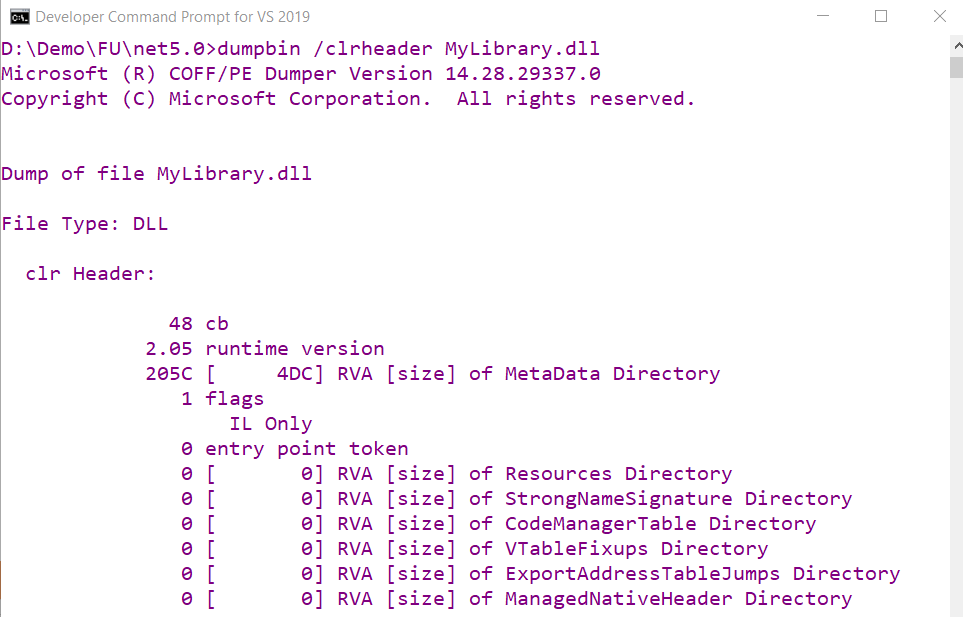 Developer Command Prompt for VS 2019
D:\Demo\FU\net5.0>dumpbin /clrheader MyLibrary.dll
Microsoft (R) COFF/PE Dumper Version 14.28.29337.0
Copyright (C) Microsoft Corporation.  All rights reserved.
Dump of file MyLibrary.dll
File Type: DLL
  clr Header:
              48 cb
            2.05 runtime version
            205C [     4DC] RVA [size] of MetaData Directory
               1 flags
                   IL Only
               0 entry point token
               0 [       0] RVA [size] of Resources Directory
               0 [       0] RVA [size] of StrongNameSignature Directory
               0 [       0] RVA [size] of CodeManagerTable Directory
               0 [       0] RVA [size] of VTableFixups Directory
               0 [       0] RVA [size] of ExportAddressTableJumps Directory
               0 [       0] RVA [size] of ManagedNativeHeader Directory